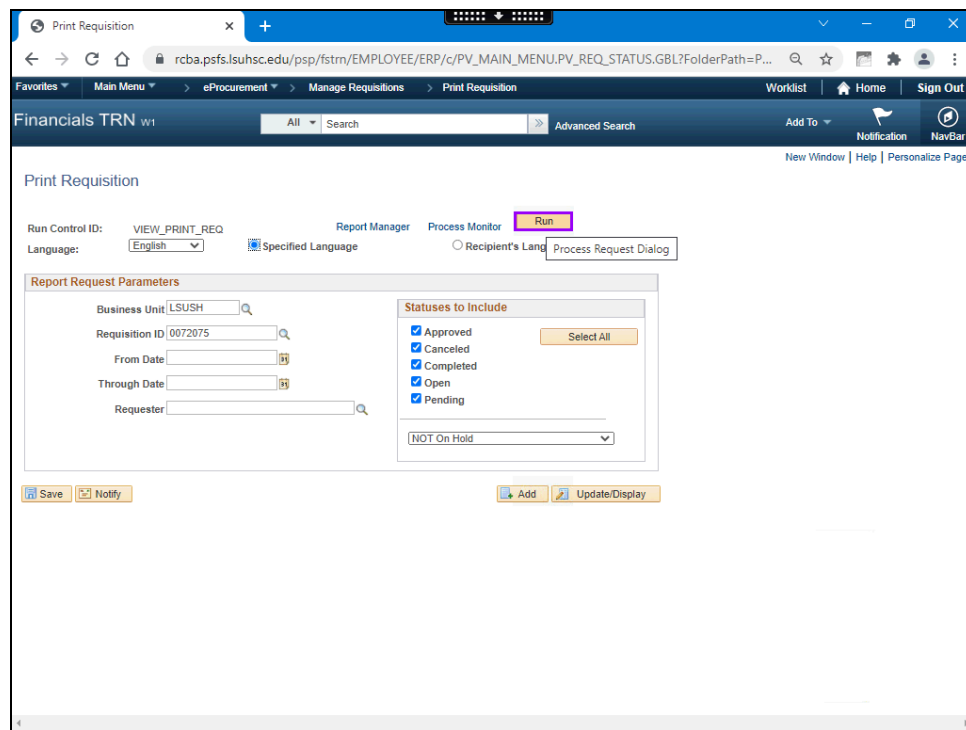 Print Requisition
rcba.psfs.lsuhsc.edu/psp/fstrn/EMPLOYEE/ERP/c/PV_MAIN_MENU.PV_REQ_STATUS.GBL?FolderPath=P...
Favorites Main Menu > eProcurement > Manage Requisitions > Print Requisition Worklist Home Sign Out
Financials TRN W1 All Search >> Advanced Search Add To Notification NavBar
New Window | Help | Personalize Page
Print Requisition
Run Control ID: VIEW_PRINT_REQ Report Manager Process Monitor Run
Language: English Specified Language Recipient's Lang Process Request Dialog
Report Request Parameters
Business Unit LSUSH Statuses to Include
Requisition ID 0072075 Approved Select All
Canceled
From Date 31 Completed
Through Date 31 Open
Requester Pending
NOT On Hold
Save Notify Add Update/Display